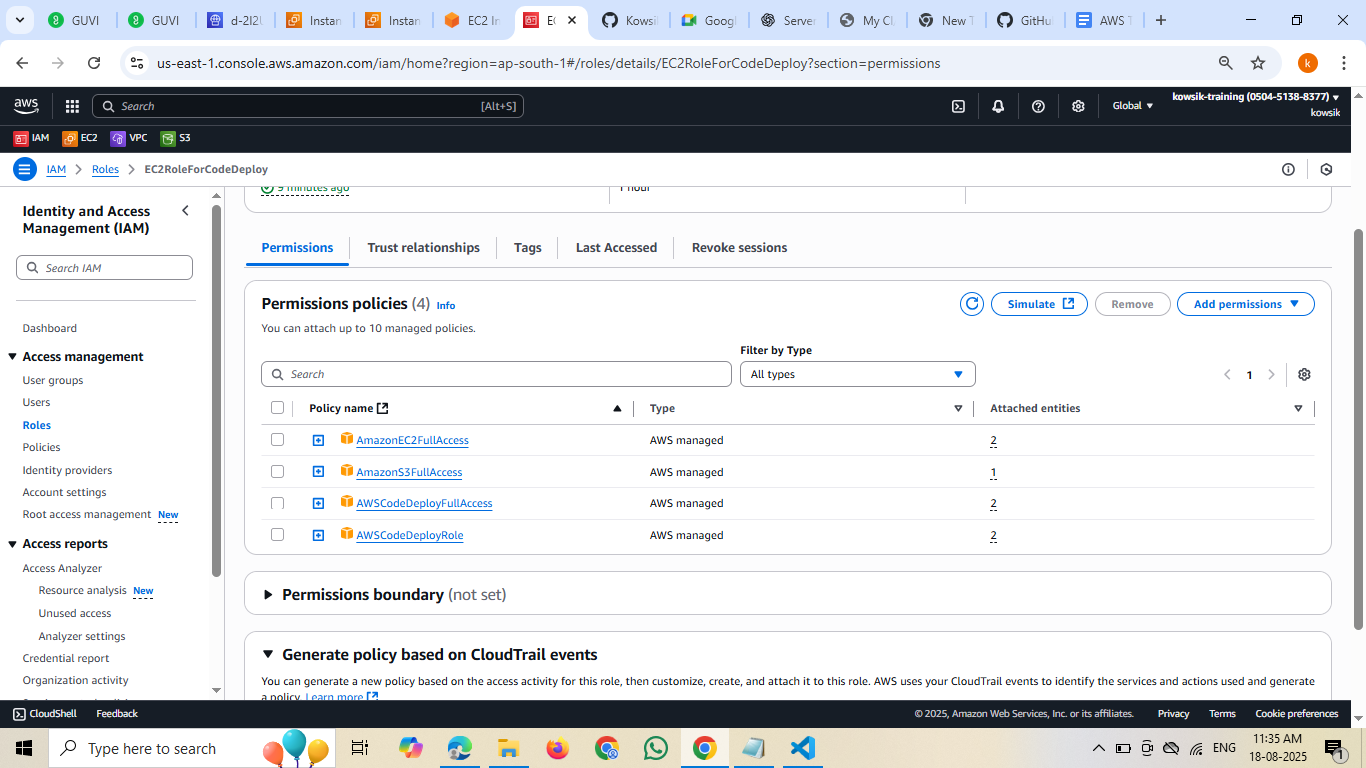 GUVI
GUVI
d-2I2U
Instan
Instan
EC2 In
EC
Kowsik
Googl
Server
My Cl
New T
GitHu
AWS T
us-east-1.console.aws.amazon.com/iam/home?region=ap-south-1#/roles/details/EC2RoleForCodeDeploy?section=permissions
k
aws
Search [Alt+S]
Global
kowsik-training (0504-5138-8377)
kowsik
IAM EC2 VPC S3
IAM > Roles > EC2RoleForCodeDeploy
Identity and Access
Management (IAM)
Search IAM
Dashboard
Access management
User groups
Users
Roles
Policies
Identity providers
Account settings
Root access management New
Access reports
Access Analyzer
Resource analysis New
Unused access
Analyzer settings
Credential report
Organization activity
9 minutes ago
1 hour
Permissions
Trust relationships
Tags
Last Accessed
Revoke sessions
Permissions policies (4) Info
Simulate
Remove
Add permissions
You can attach up to 10 managed policies.
Filter by Type
Search
All types
1
Policy name Type Attached entities
AmazonEC2FullAccess AWS managed 2
AmazonS3FullAccess AWS managed 1
AWSCodeDeployFullAccess AWS managed 2
AWSCodeDeployRole AWS managed 2
Permissions boundary (not set)
Generate policy based on CloudTrail events
You can generate a new policy based on the access activity for this role, then customize, create, and attach it to this role. AWS uses your CloudTrail events to identify the services and actions used and generate
a policy. Learn more
CloudShell Feedback
© 2025, Amazon Web Services, Inc. or its affiliates. Privacy Terms Cookie preferences
Type here to search
ENG
11:35 AM
18-08-2025
1